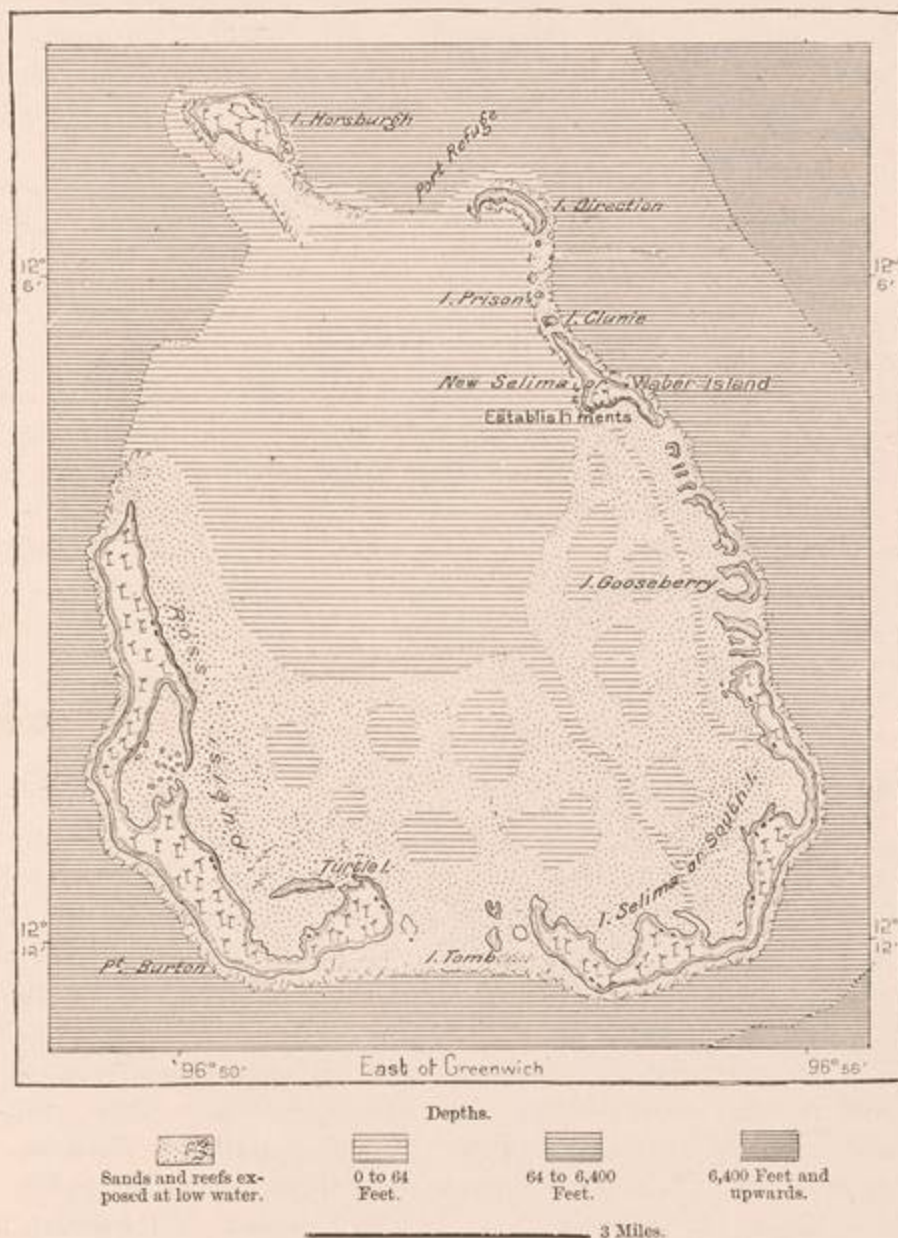 I. Horsburgh
Port Refuge
I. Direction
12°
6'
12°
6'
I. Prison
I. Clunie
New Selima or Water Island
Establishments
I. Gooseberry
Ross
I. Selima or South I.
Turtle I.
12°
12'
12°
12'
I. Tomb
Pt. Burton
96° 50'
East of Greenwich
96° 56'
Depths.
Sands and reefs ex-
posed at low water.
0 to 64
Feet.
64 to 6,400
Feet.
6,400 Feet and
upwards.
3 Miles.